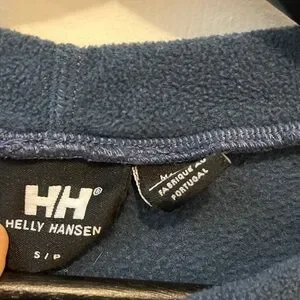 HH®
HELLY HANSEN
S / P
FABRIQUE AU
PORTUGAL